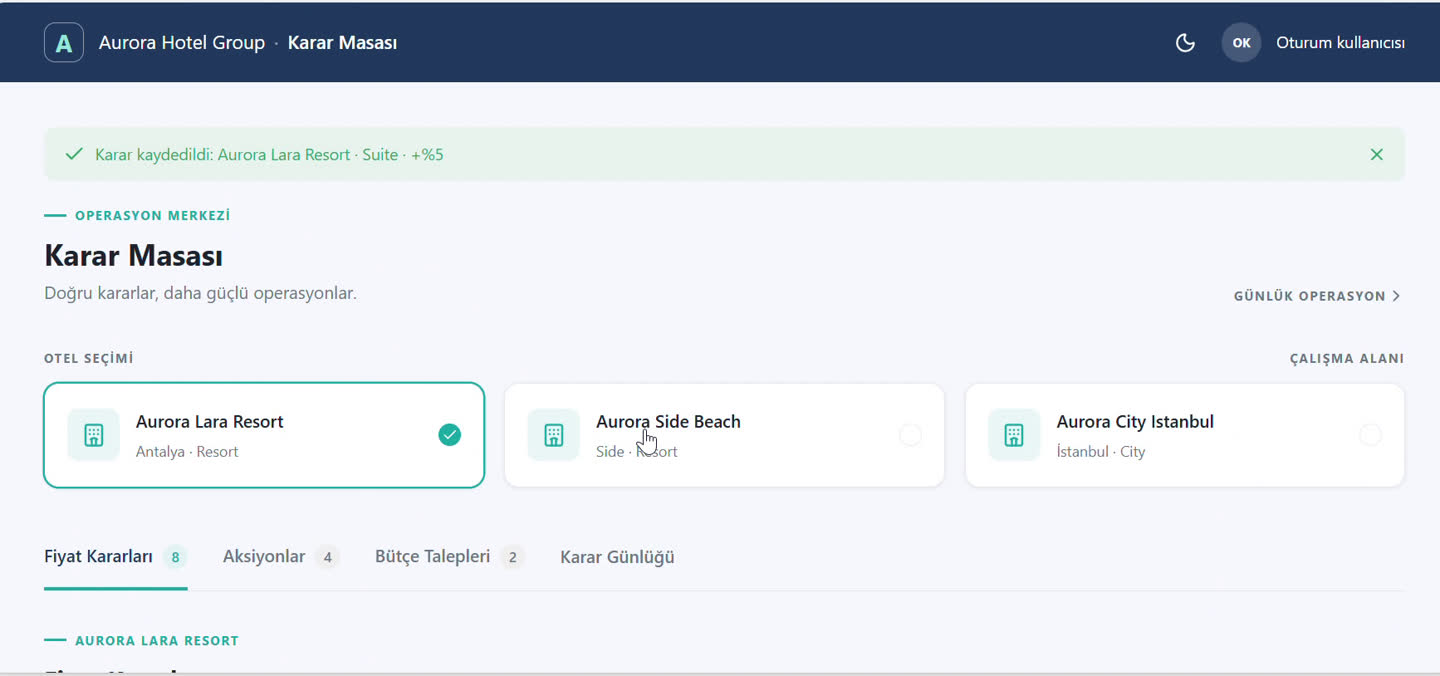 A Aurora Hotel Group · Karar Masası OK Oturum kullanıcısı
Karar kaydedildi: Aurora Lara Resort · Suite · +%5
OPERASYON MERKEZİ
Karar Masası
Doğru kararlar, daha güçlü operasyonlar.
GÜNLÜK OPERASYON
OTEL SEÇİMİ
ÇALIŞMA ALANI
Aurora Lara Resort
Antalya · Resort
Aurora Side Beach
Side · Resort
Aurora City Istanbul
İstanbul · City
Fiyat Kararları 8 Aksiyonlar 4 Bütçe Talepleri 2 Karar Günlüğü
AURORA LARA RESORT